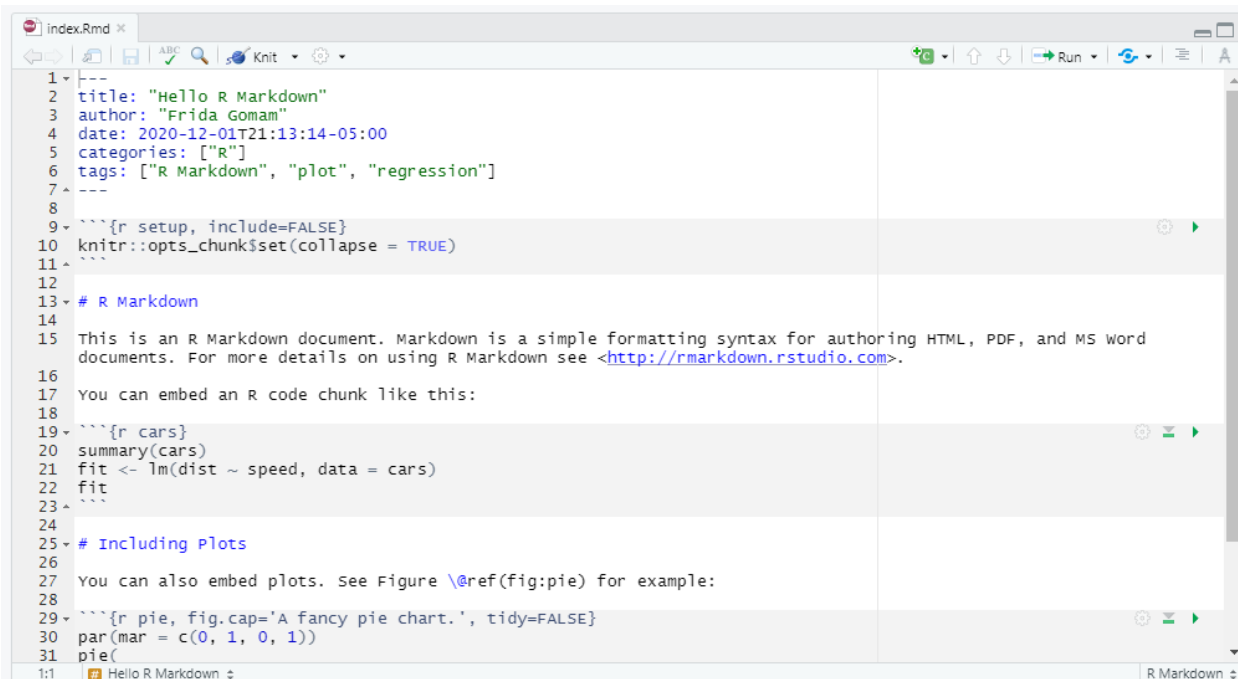 index.Rmd
ABC Knit Run
1 ---
2 title: "Hello R Markdown"
3 author: "Frida Gomam"
4 date: 2020-12-01T21:13:14-05:00
5 categories: ["R"]
6 tags: ["R Markdown", "plot", "regression"]
7 ---
8
9 ```{r setup, include=FALSE}
10 knitr::opts_chunk$set(collapse = TRUE)
11 ```
12
13 # R Markdown
14
15 This is an R Markdown document. Markdown is a simple formatting syntax for authoring HTML, PDF, and MS Word
documents. For more details on using R Markdown see <http://rmarkdown.rstudio.com>.
16
17 You can embed an R code chunk like this:
18
19 ```{r cars}
20 summary(cars)
21 fit <- lm(dist ~ speed, data = cars)
22 fit
23 ```
24
25 # Including Plots
26
27 You can also embed plots. See Figure \@ref(fig:pie) for example:
28
29 ```{r pie, fig.cap='A fancy pie chart.', tidy=FALSE}
30 par(mar = c(0, 1, 0, 1))
31 pie(
1:1 # Hello R Markdown R Markdown